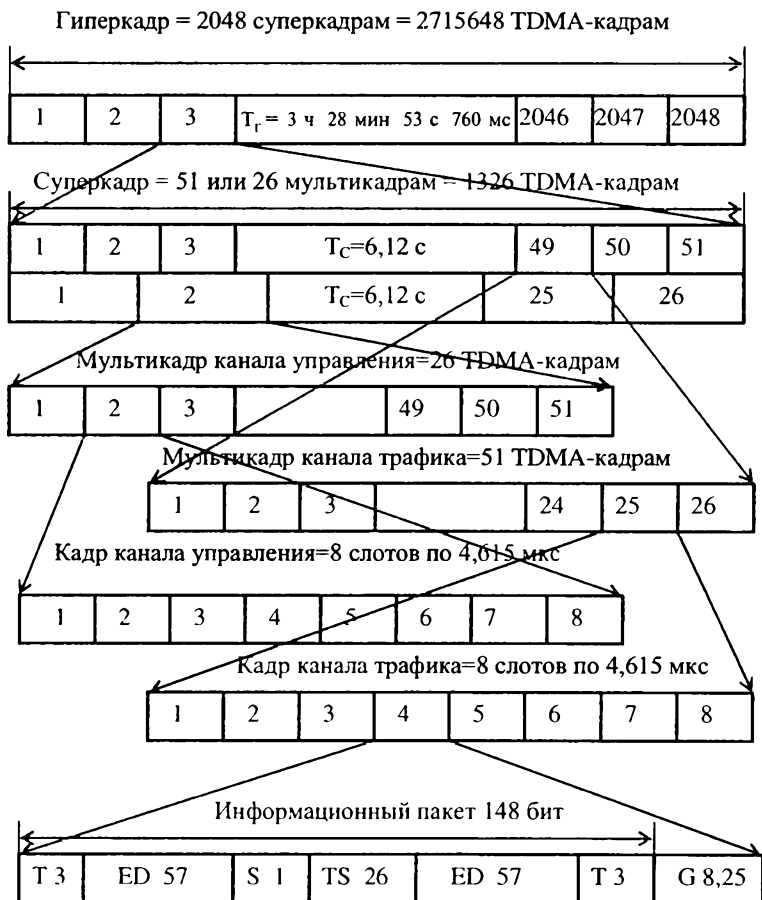 Гиперкадр = 2048 суперкадрам = 2715648 TDMA-кадрам
1 2 3 Tг = 3 ч 28 мин 53 с 760 мс 2046 2047 2048
Суперкадр = 51 или 26 мультикадрам = 1326 TDMA-кадрам
1 2 3 TС=6,12 с 49 50 51
1 2 TС=6,12 с 25 26
Мультикадр канала управления=26 TDMA-кадрам
1 2 3 49 50 51
Мультикадр канала трафика=51 TDMA-кадрам
1 2 3 24 25 26
Кадр канала управления=8 слотов по 4,615 мкс
1 2 3 4 5 6 7 8
Кадр канала трафика=8 слотов по 4,615 мкс
1 2 3 4 5 6 7 8
Информационный пакет 148 бит
T 3 ED 57 S 1 TS 26 ED 57 T 3 G 8,25